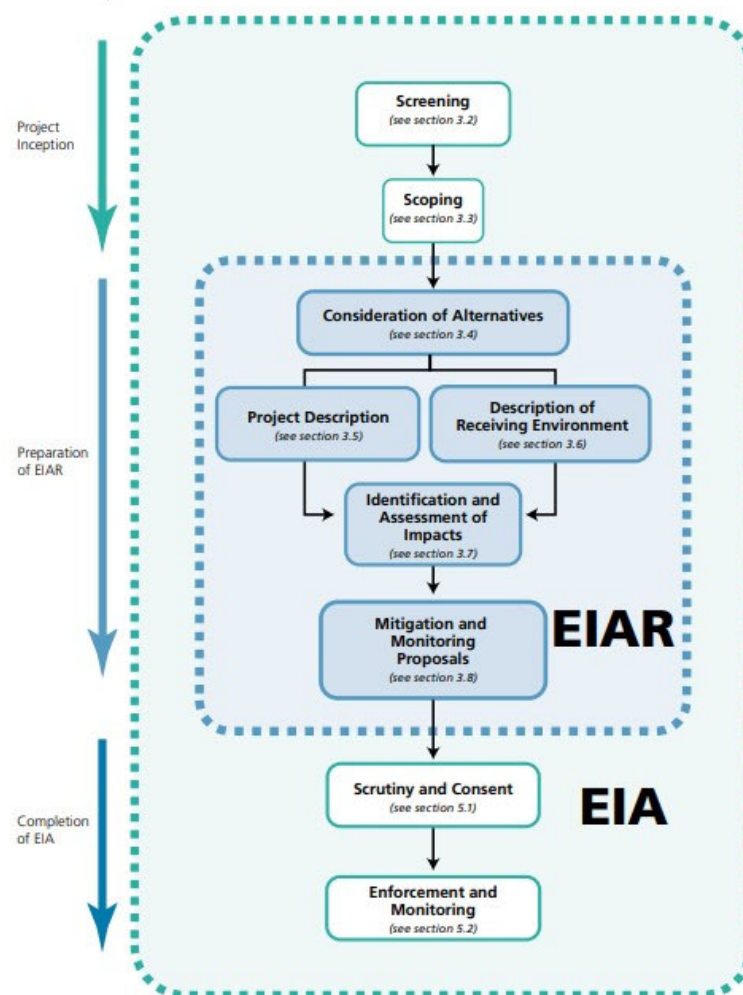 Project
Inception
Screening
(see section 3.2)
Scoping
(see section 3.3)
Preparation
of EIAR
Consideration of Alternatives
(see section 3.4)
Project Description
(see section 3.5)
Description of
Receiving Environment
(see section 3.6)
Identification and
Assessment of
Impacts
(see section 3.7)
Mitigation and
Monitoring
Proposals
(see section 3.8)
EIAR
Completion
of EIA
Scrutiny and Consent
(see section 5.1)
EIA
Enforcement and
Monitoring
(see section 5.2)